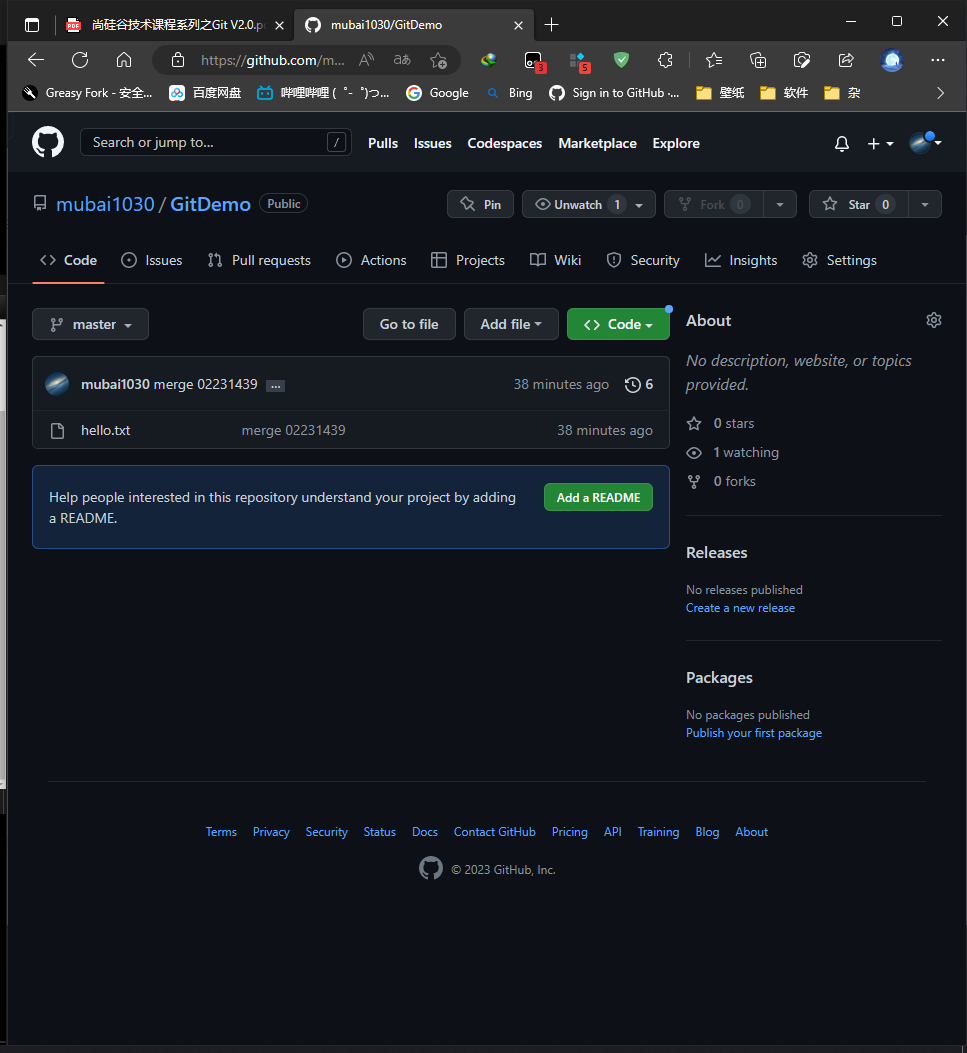 尚硅谷技术课程系列之Git V2.0.p
mubai1030/GitDemo
https://github.com/m...
3
5
Greasy Fork - 安全...
百度网盘
哔哩哔哩 ( ゜- ゜)つ...
Google
Bing
Sign in to GitHub ·...
壁纸
软件
杂
Search or jump to... /
Pulls Issues Codespaces Marketplace Explore
mubai1030 / GitDemo Public
Pin
Unwatch 1
Fork 0
Star 0
Code Issues Pull requests Actions Projects Wiki Security Insights Settings
master
Go to file
Add file
Code
mubai1030 merge 02231439 ... 38 minutes ago 6
hello.txt merge 02231439 38 minutes ago
Help people interested in this repository understand your project by adding
a README.
Add a README
About
No description, website, or topics
provided.
0 stars
1 watching
0 forks
Releases
No releases published
Create a new release
Packages
No packages published
Publish your first package
Terms Privacy Security Status Docs Contact GitHub Pricing API Training Blog About
© 2023 GitHub, Inc.